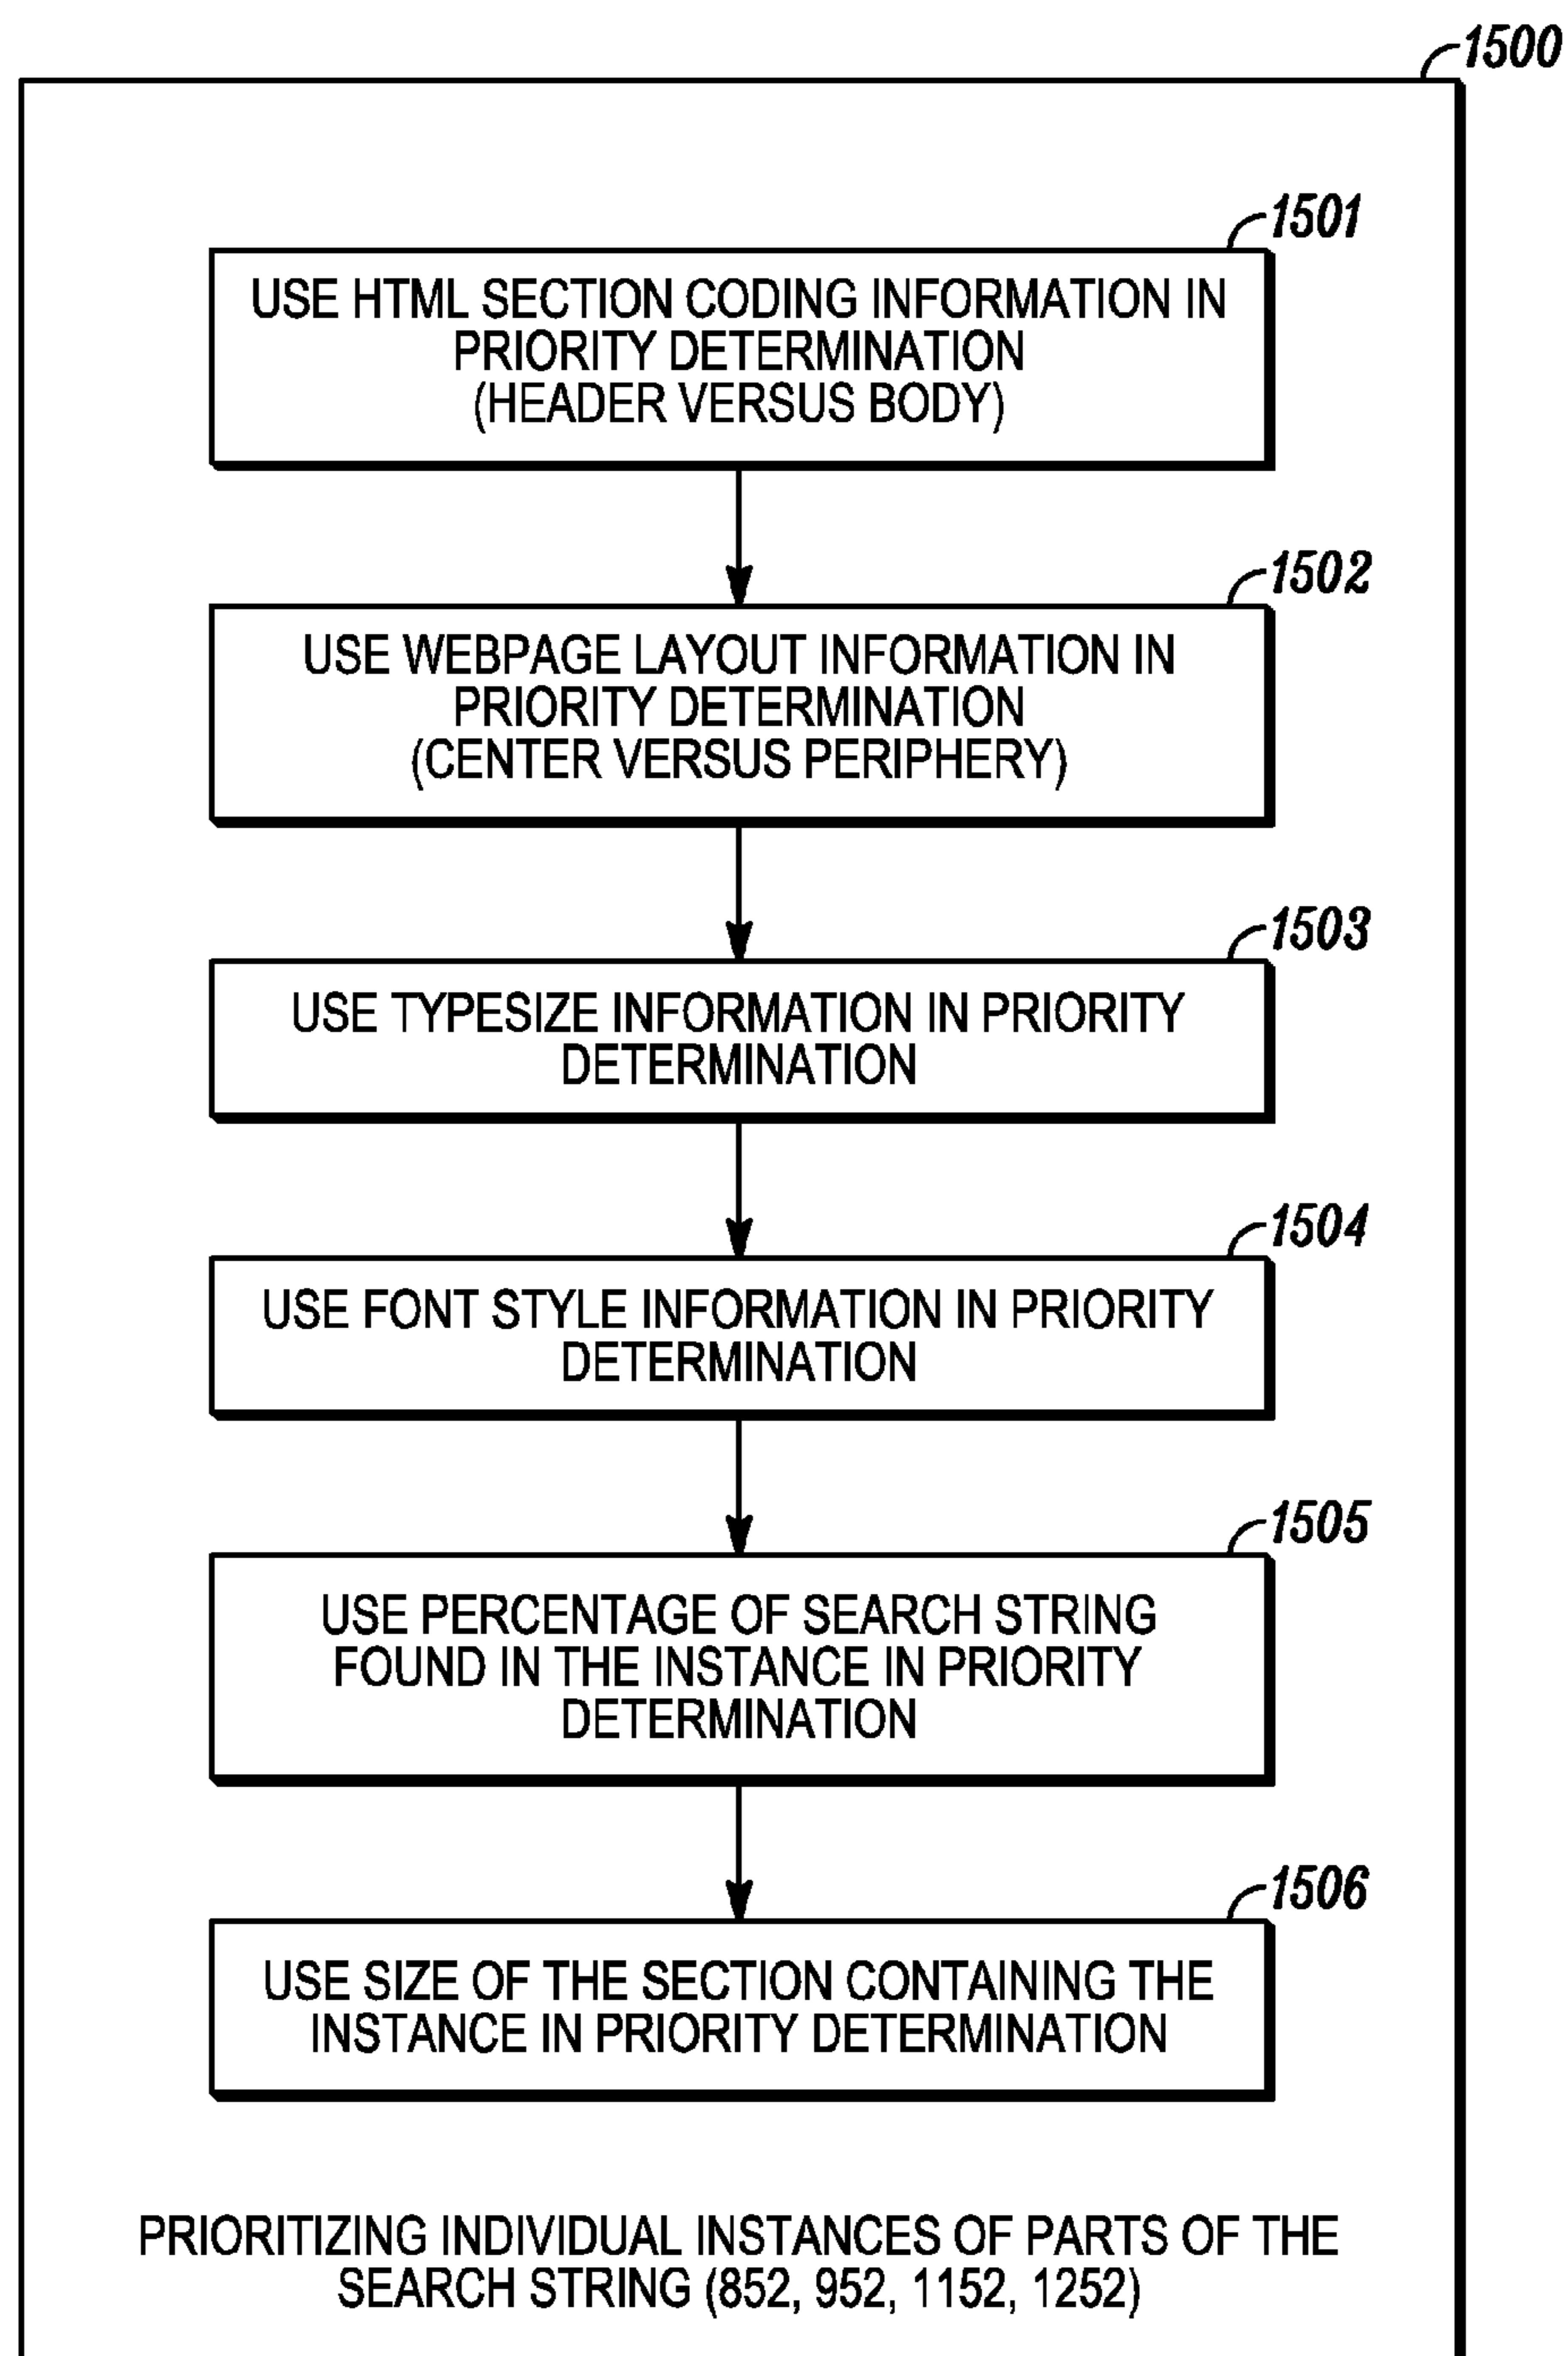 1500
1501
USE HTML SECTION CODING INFORMATION IN
PRIORITY DETERMINATION
(HEADER VERSUS BODY)
1502
USE WEBPAGE LAYOUT INFORMATION IN
PRIORITY DETERMINATION
(CENTER VERSUS PERIPHERY)
1503
USE TYPESIZE INFORMATION IN PRIORITY
DETERMINATION
1504
USE FONT STYLE INFORMATION IN PRIORITY
DETERMINATION
1505
USE PERCENTAGE OF SEARCH STRING
FOUND IN THE INSTANCE IN PRIORITY
DETERMINATION
1506
USE SIZE OF THE SECTION CONTAINING THE
INSTANCE IN PRIORITY DETERMINATION
PRIORITIZING INDIVIDUAL INSTANCES OF PARTS OF THE
SEARCH STRING (852, 952, 1152, 1252)